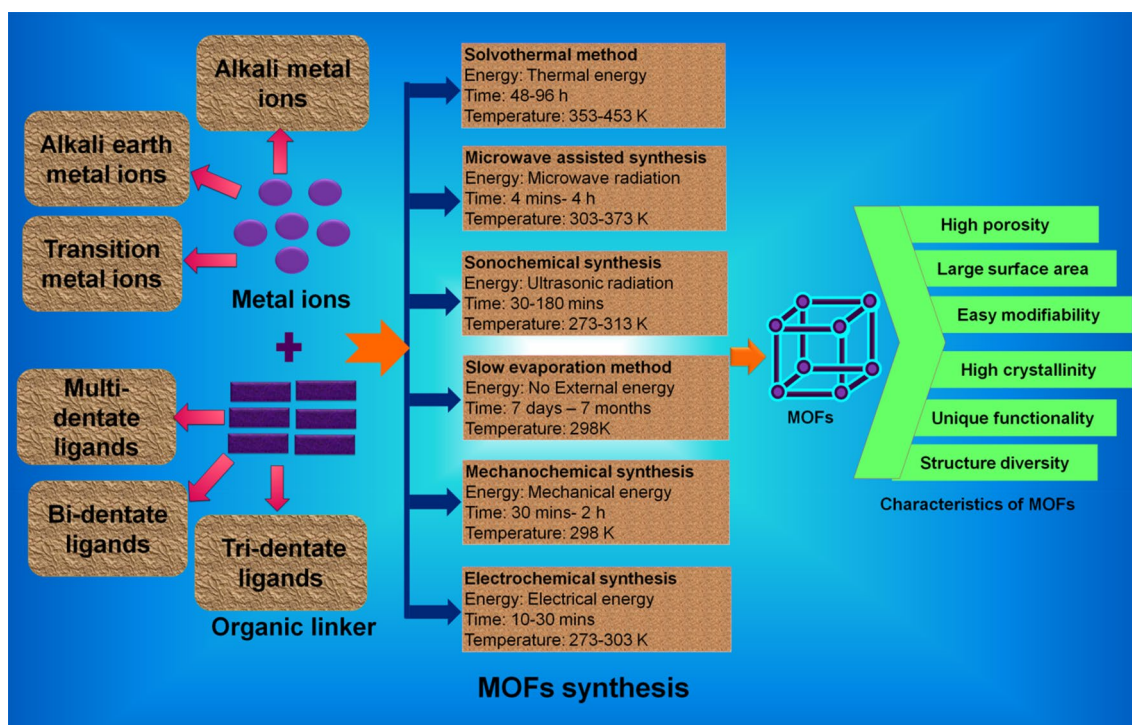 Alkali metal
ions
Alkali earth
metal ions
Transition
metal ions
Metal ions
+
Multi-
dentate
ligands
Bi-dentate
ligands
Tri-dentate
ligands
Organic linker
Solvothermal method
Energy: Thermal energy
Time: 48-96 h
Temperature: 353-453 K
Microwave assisted synthesis
Energy: Microwave radiation
Time: 4 mins- 4 h
Temperature: 303-373 K
Sonochemical synthesis
Energy: Ultrasonic radiation
Time: 30-180 mins
Temperature: 273-313 K
Slow evaporation method
Energy: No External energy
Time: 7 days – 7 months
Temperature: 298K
Mechanochemical synthesis
Energy: Mechanical energy
Time: 30 mins- 2 h
Temperature: 298 K
Electrochemical synthesis
Energy: Electrical energy
Time: 10-30 mins
Temperature: 273-303 K
MOFs synthesis
MOFs
High porosity
Large surface area
Easy modifiability
High crystallinity
Unique functionality
Structure diversity
Characteristics of MOFs